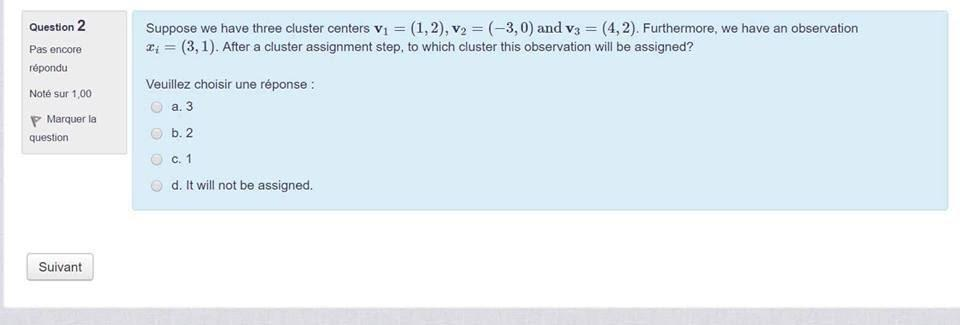 Question 2
Pas encore
répondu
Noté sur 1,00
Marquer la
question
Suppose we have three cluster centers v₁ = (1, 2), v₂ = (−3, 0) and v₃ = (4, 2). Furthermore, we have an observation
xᵢ = (3, 1). After a cluster assignment step, to which cluster this observation will be assigned?
Veuillez choisir une réponse :
a. 3
b. 2
c. 1
d. It will not be assigned.
Suivant